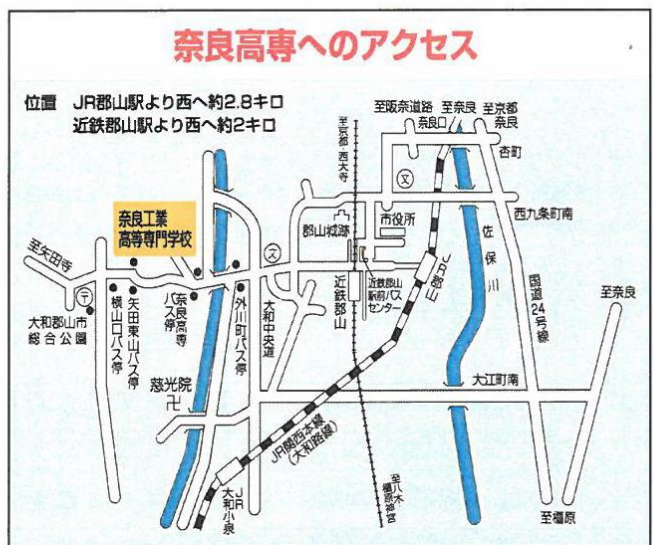 奈良高専へのアクセス
位置 JR郡山駅より西へ約2.8キロ
近鉄郡山駅より西へ約2キロ
至阪奈道路
至奈良
至京都
奈良
奈良口
杏町
至京都・西大寺
文
西九条町南
市役所
郡山城跡
奈良工業
高等専門学校
至矢田寺
文
佐保川
JR郡山
近鉄郡山
駅前バス
センター
近鉄郡山
国道24号線
至奈良
〒
大和郡山市
総合公園
横山口バス停
矢田東山バス停
奈良高専
バス停
外川町バス停
大和中央道
慈光院
卍
大江町南
JR関西本線
(大和路線)
JR
大和小泉
至八木・
橿原神宮
至橿原